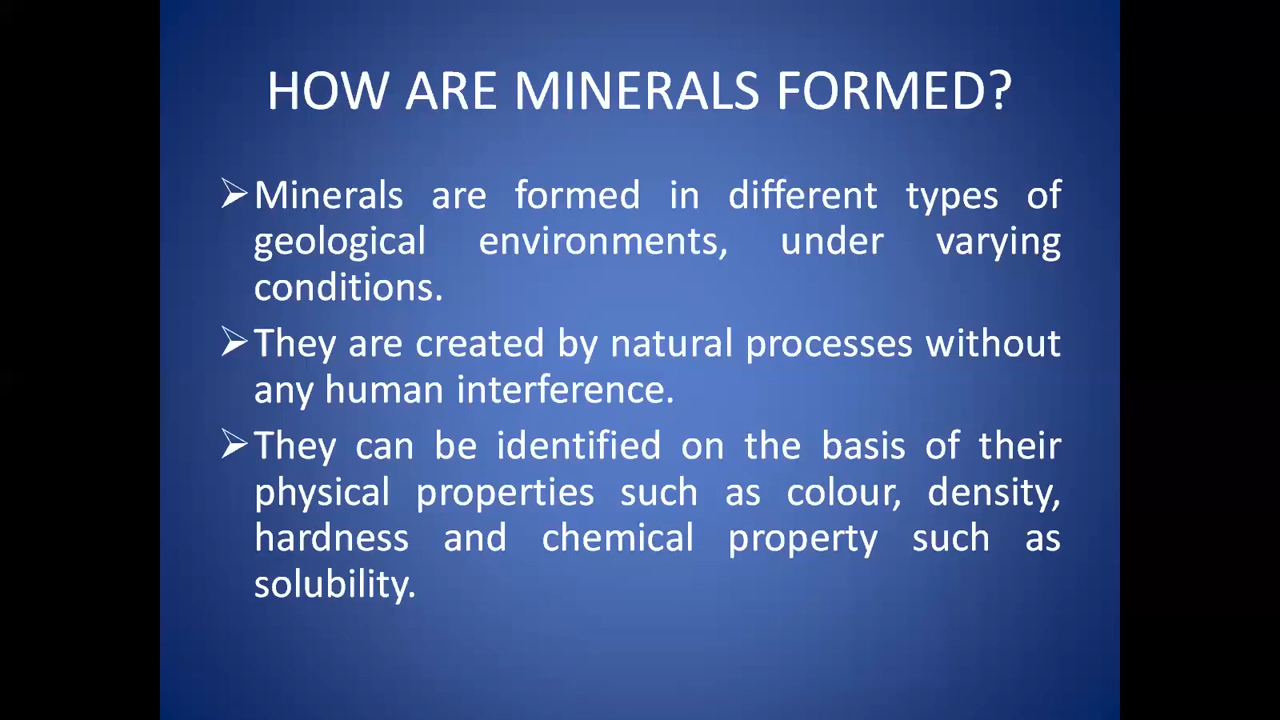 HOW ARE MINERALS FORMED?
➢Minerals are formed in different types of
geological environments, under varying
conditions.
➢They are created by natural processes without
any human interference.
➢They can be identified on the basis of their
physical properties such as colour, density,
hardness and chemical property such as
solubility.